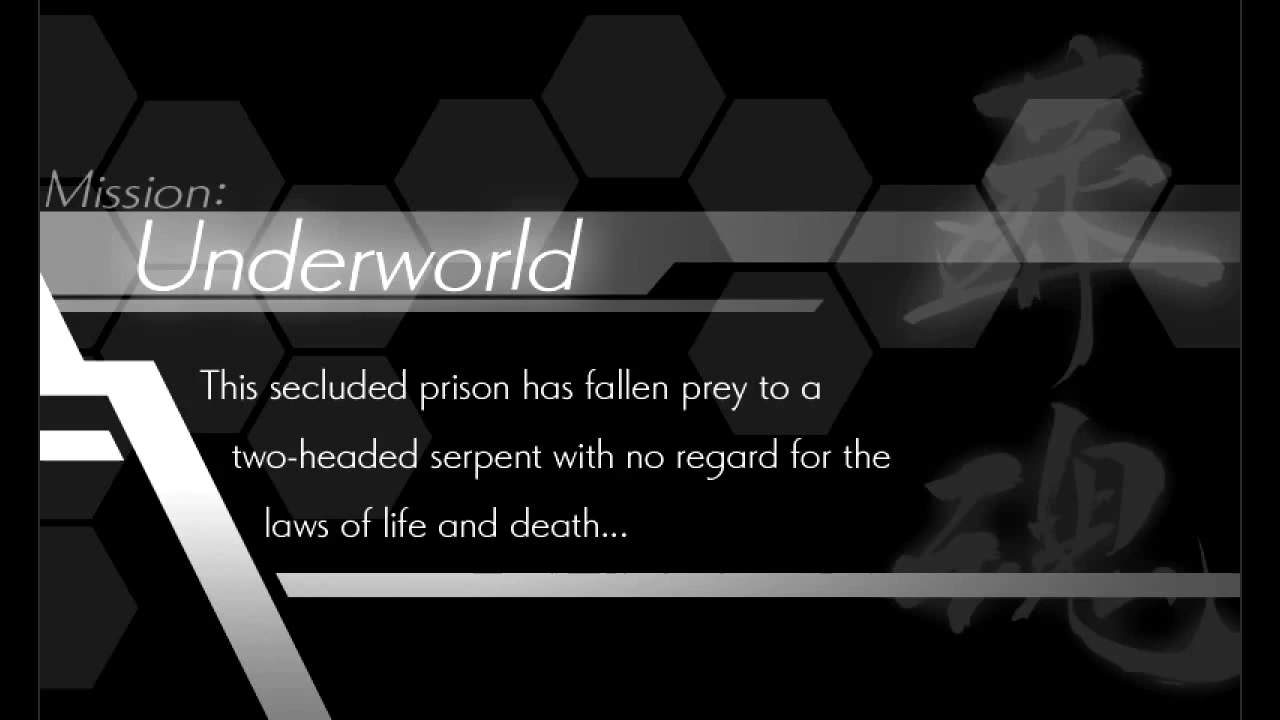 Mission:
Underworld
This secluded prison has fallen prey to a
two-headed serpent with no regard for the
laws of life and death...
魂